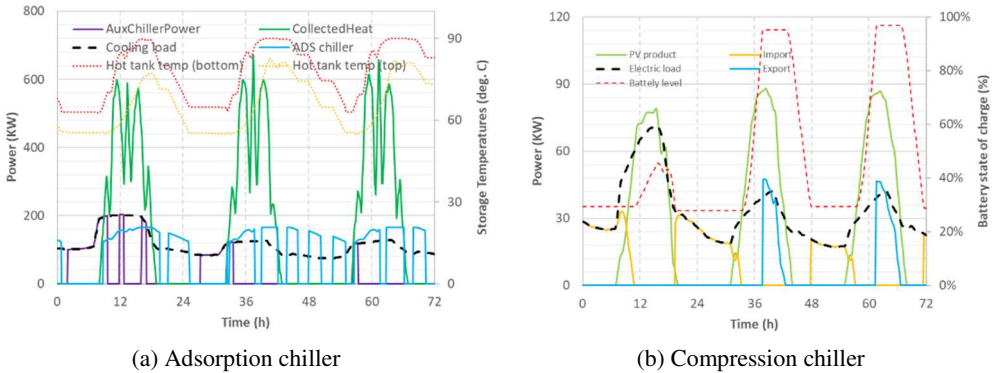 800
600
400
200
0
Power (KW)
AuxChillerPower
CollectedHeat
Cooling load
ADS chiller
Hot tank temp (bottom)
Hot tank temp (top)
90
60
30
0
Storage Temperatures (deg. C)
0 12 24 36 48 60 72
Time (h)
(a) Adsorption chiller
120
90
60
30
0
Power (KW)
PV product
Import
Electric load
Export
Battely level
100%
80%
60%
40%
20%
0%
Battery state of charge (%)
0 12 24 36 48 60 72
Time (h)
(b) Compression chiller